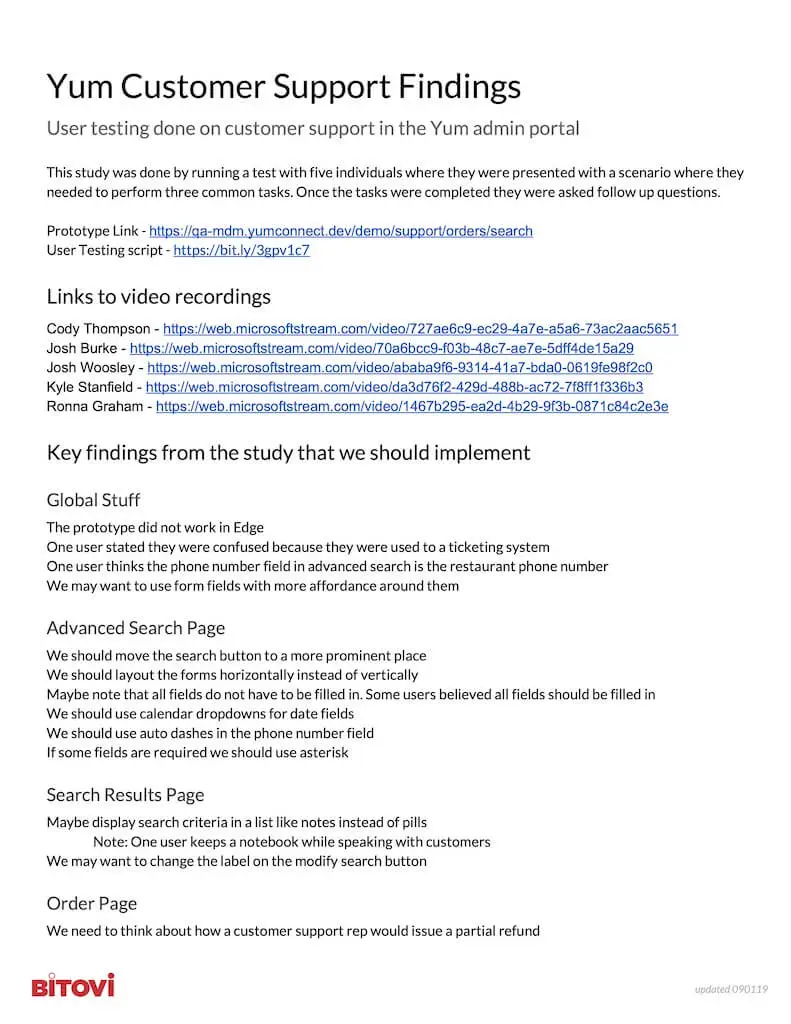 Yum Customer Support Findings
User testing done on customer support in the Yum admin portal
This study was done by running a test with five individuals where they were presented with a scenario where they
needed to perform three common tasks. Once the tasks were completed they were asked follow up questions.
Prototype Link - https://qa-mdm.yumconnect.dev/demo/support/orders/search
User Testing script - https://bit.ly/3gpv1c7
Links to video recordings
Cody Thompson - https://web.microsoftstream.com/video/727ae6c9-ec29-4a7e-a5a6-73ac2aac5651
Josh Burke - https://web.microsoftstream.com/video/70a6bcc9-f03b-48c7-ae7e-5dff4de15a29
Josh Woosley - https://web.microsoftstream.com/video/ababa9f6-9314-41a7-bda0-0619fe98f2c0
Kyle Stanfield - https://web.microsoftstream.com/video/da3d76f2-429d-488b-ac72-7f8ff1f336b3
Ronna Graham - https://web.microsoftstream.com/video/1467b295-ea2d-4b29-9f3b-0871c84c2e3e
Key findings from the study that we should implement
Global Stuff
The prototype did not work in Edge
One user stated they were confused because they were used to a ticketing system
One user thinks the phone number field in advanced search is the restaurant phone number
We may want to use form fields with more affordance around them
Advanced Search Page
We should move the search button to a more prominent place
We should layout the forms horizontally instead of vertically
Maybe note that all fields do not have to be filled in. Some users believed all fields should be filled in
We should use calendar dropdowns for date fields
We should use auto dashes in the phone number field
If some fields are required we should use asterisk
Search Results Page
Maybe display search criteria in a list like notes instead of pills
Note: One user keeps a notebook while speaking with customers
We may want to change the label on the modify search button
Order Page
We need to think about how a customer support rep would issue a partial refund
BiTOVi
updated 090119